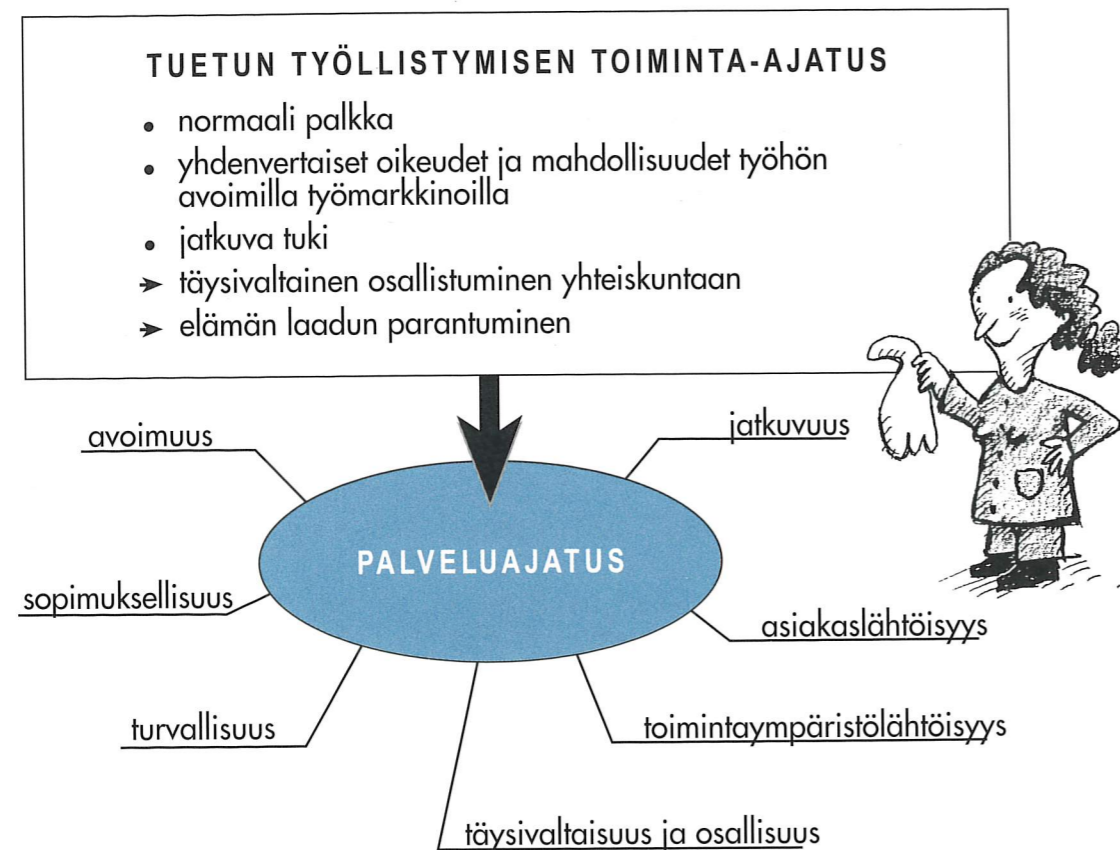 TUETUN TYÖLLISTYMISEN TOIMINTA-AJATUS
• normaali palkka
• yhdenvertaiset oikeudet ja mahdollisuudet työhön
avoimilla työmarkkinoilla
• jatkuva tuki
➤ täysivaltainen osallistuminen yhteiskuntaan
➤ elämän laadun parantuminen
avoimuus
jatkuvuus
PALVELUAJATUS
sopimuksellisuus
asiakaslähtöisyys
turvallisuus
toimintaympäristölähtöisyys
täysivaltaisuus ja osallisuus